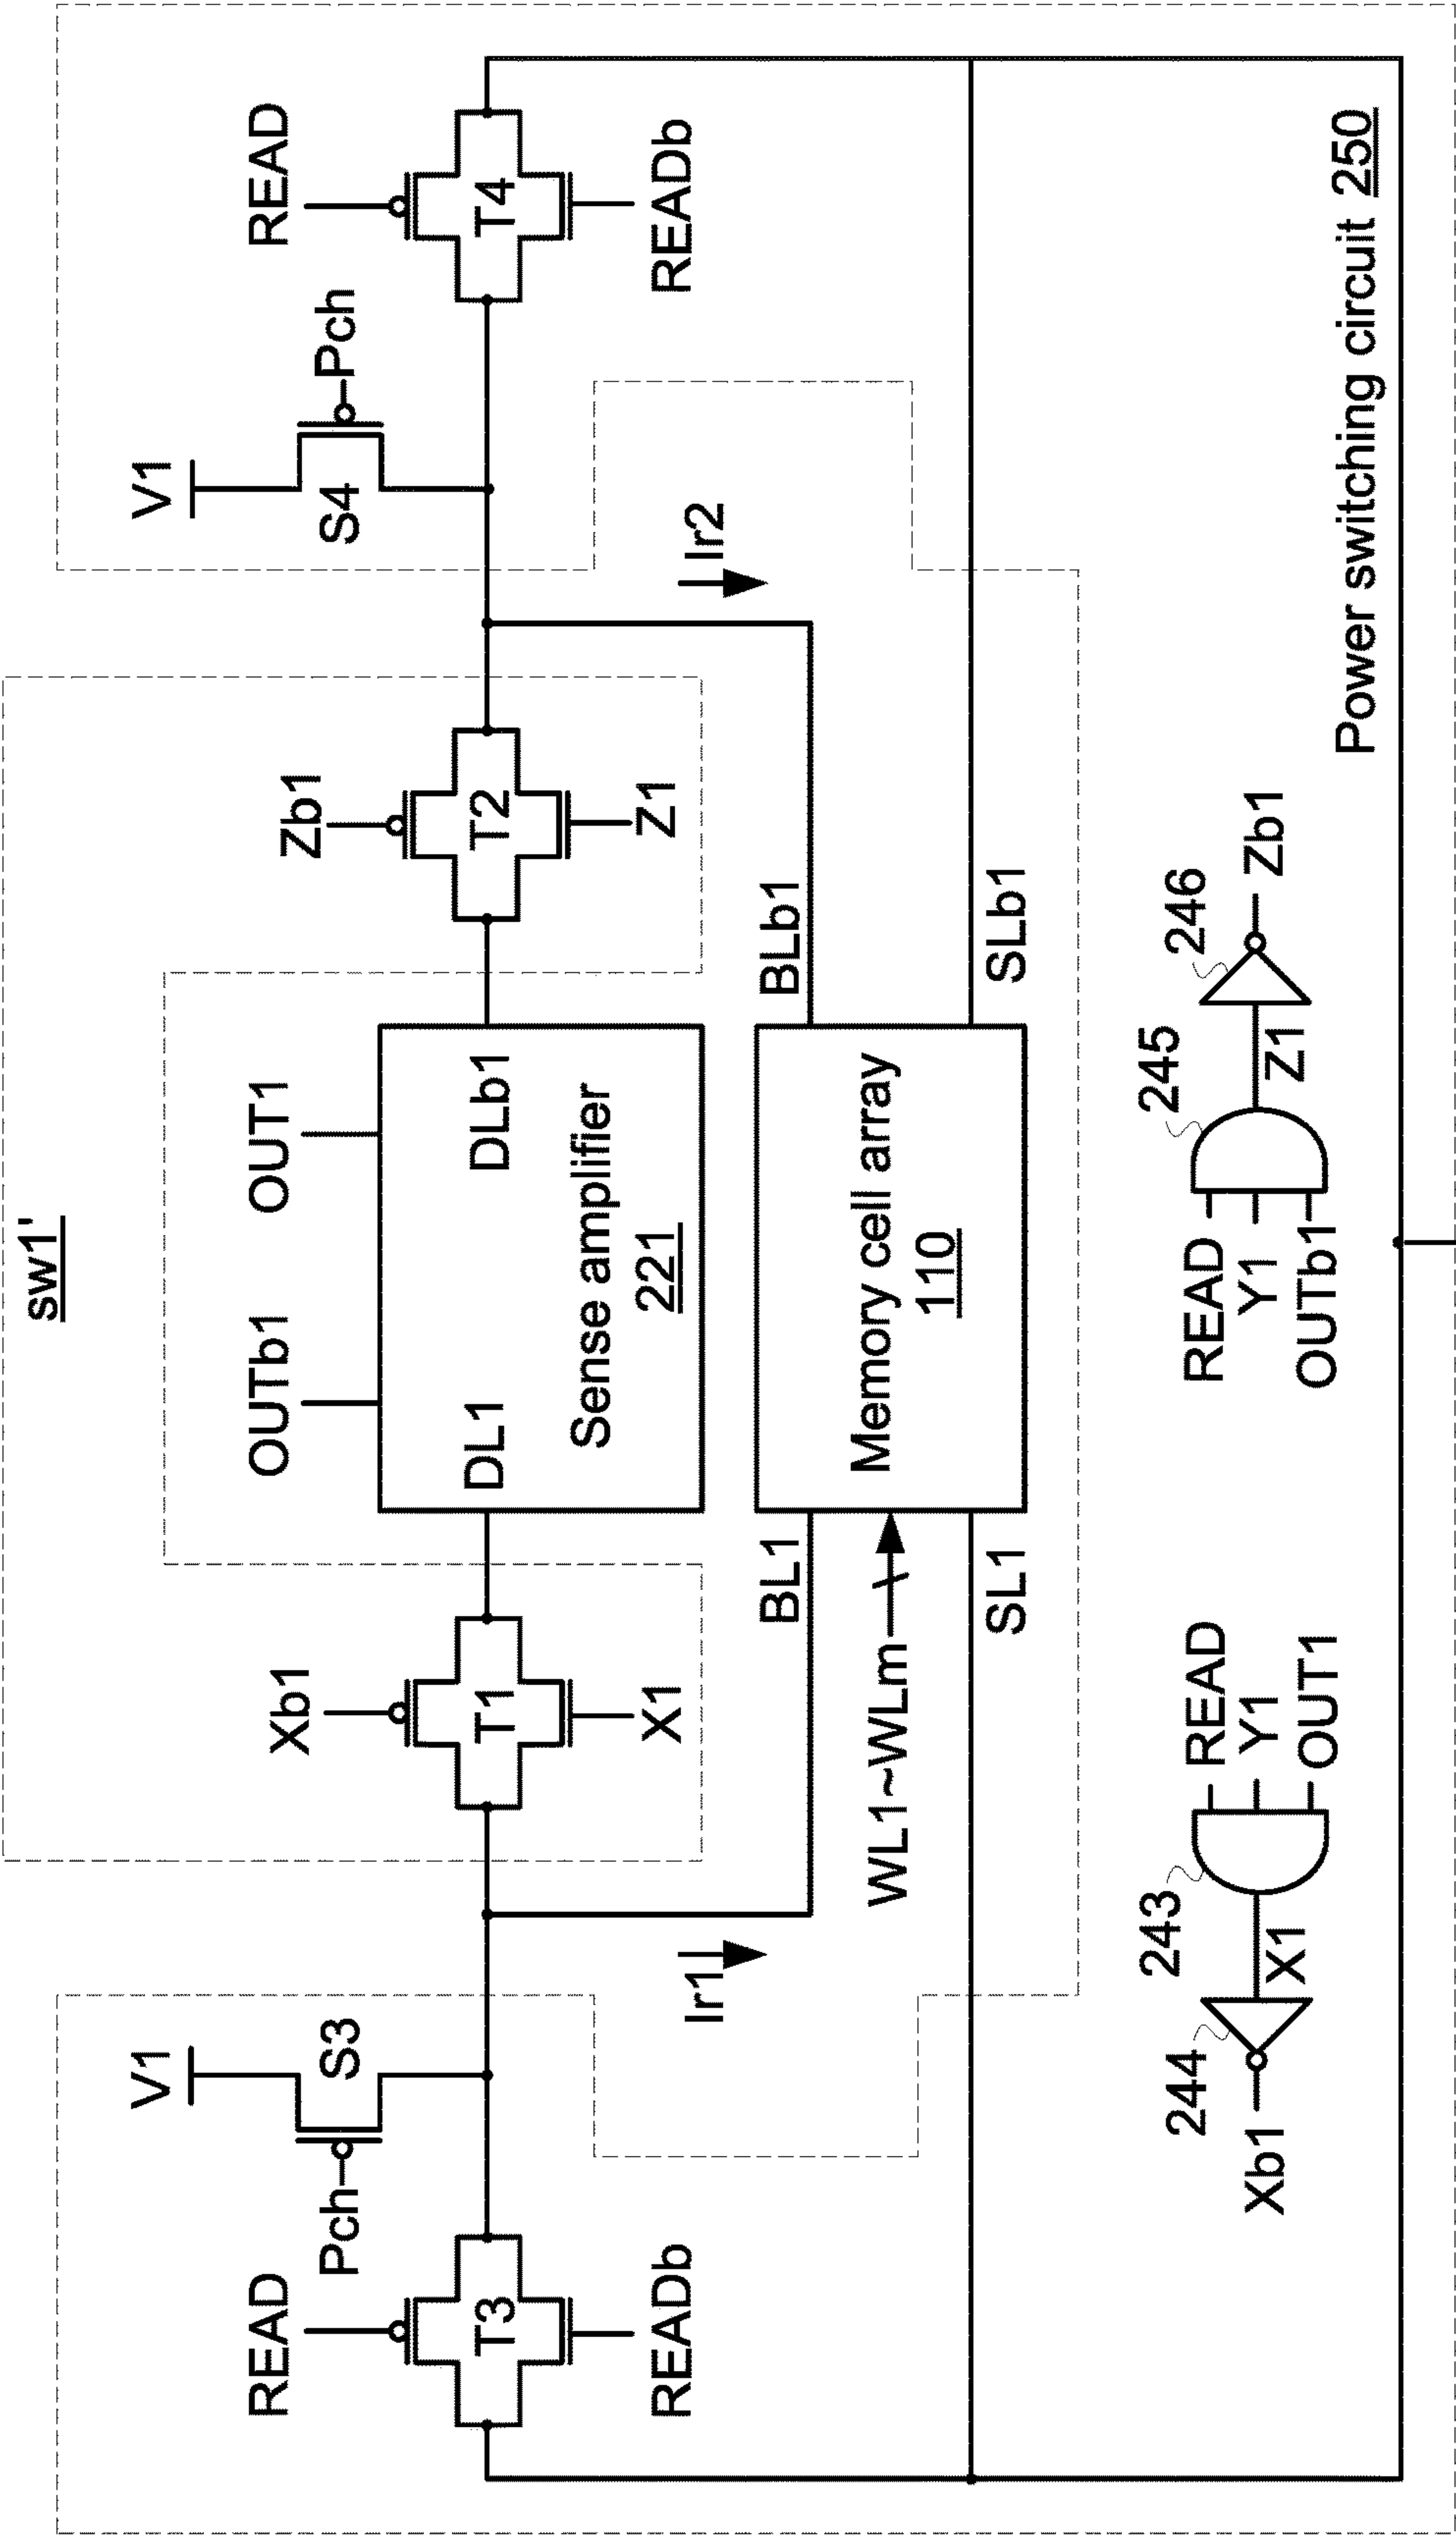 sw1'
V1
S3
Pch
READ
T3
READb
Xb1
T1
X1
OUTb1
OUT1
DL1
DLb1
Sense amplifier
221
Zb1
T2
Z1
V1
S4
Pch
READ
T4
READb
Ir1
Ir2
BL1
BLb1
WL1~WLm
Memory cell array
110
SL1
SLb1
244
243
Xb1
X1
READ
Y1
OUT1
READ
Y1
OUTb1
245
Z1
246
Zb1
Power switching circuit 250